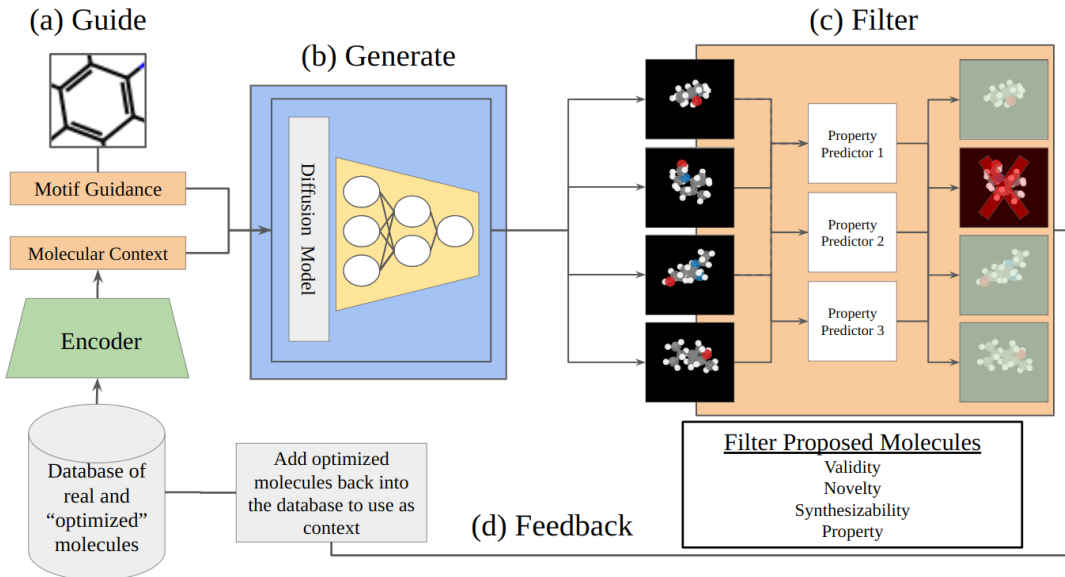 (a) Guide
Motif Guidance
Molecular Context
Encoder
Database of
real and
“optimized”
molecules
(b) Generate
Diffusion Model
(c) Filter
Property
Predictor 1
Property
Predictor 2
Property
Predictor 3
Filter Proposed Molecules
Validity
Novelty
Synthesizability
Property
(d) Feedback
Add optimized
molecules back into
the database to use as
context